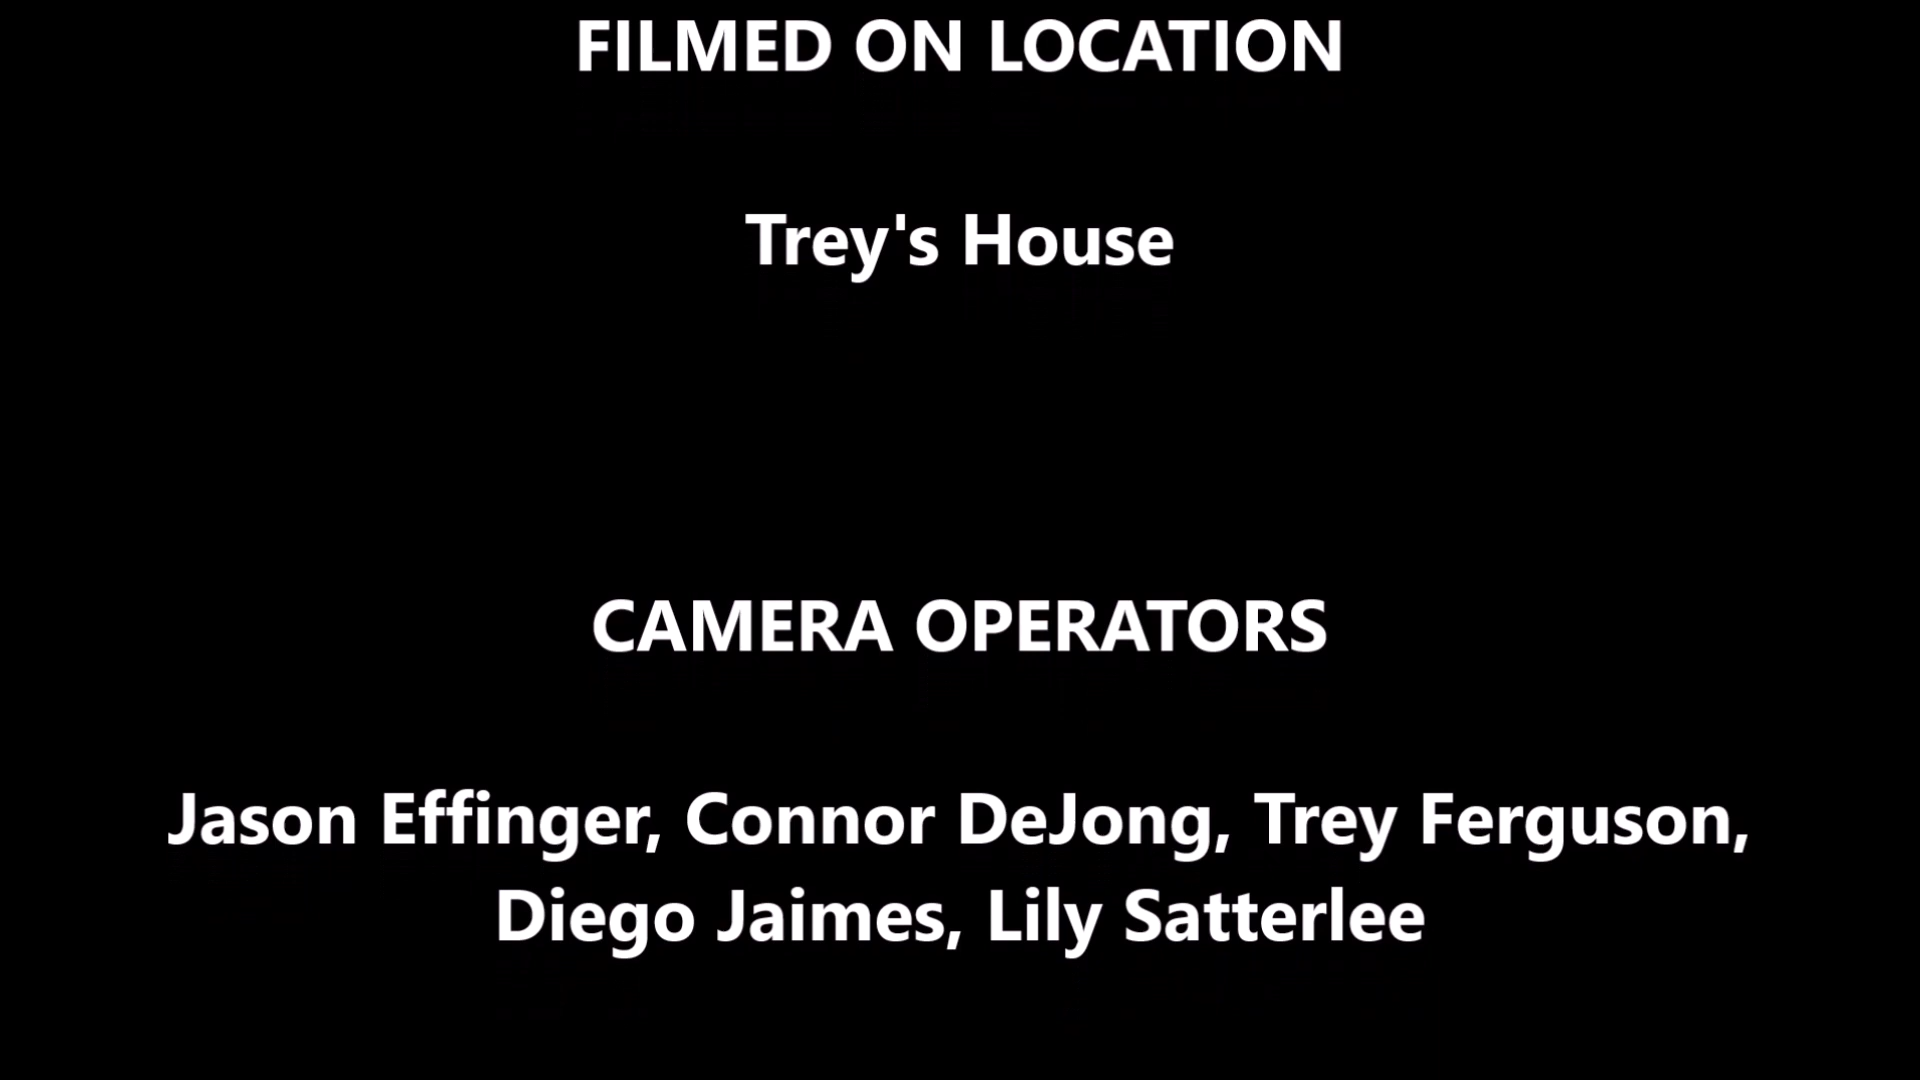 FILMED ON LOCATION
Trey's House
CAMERA OPERATORS
Jason Effinger, Connor DeJong, Trey Ferguson,
Diego Jaimes, Lily Satterlee